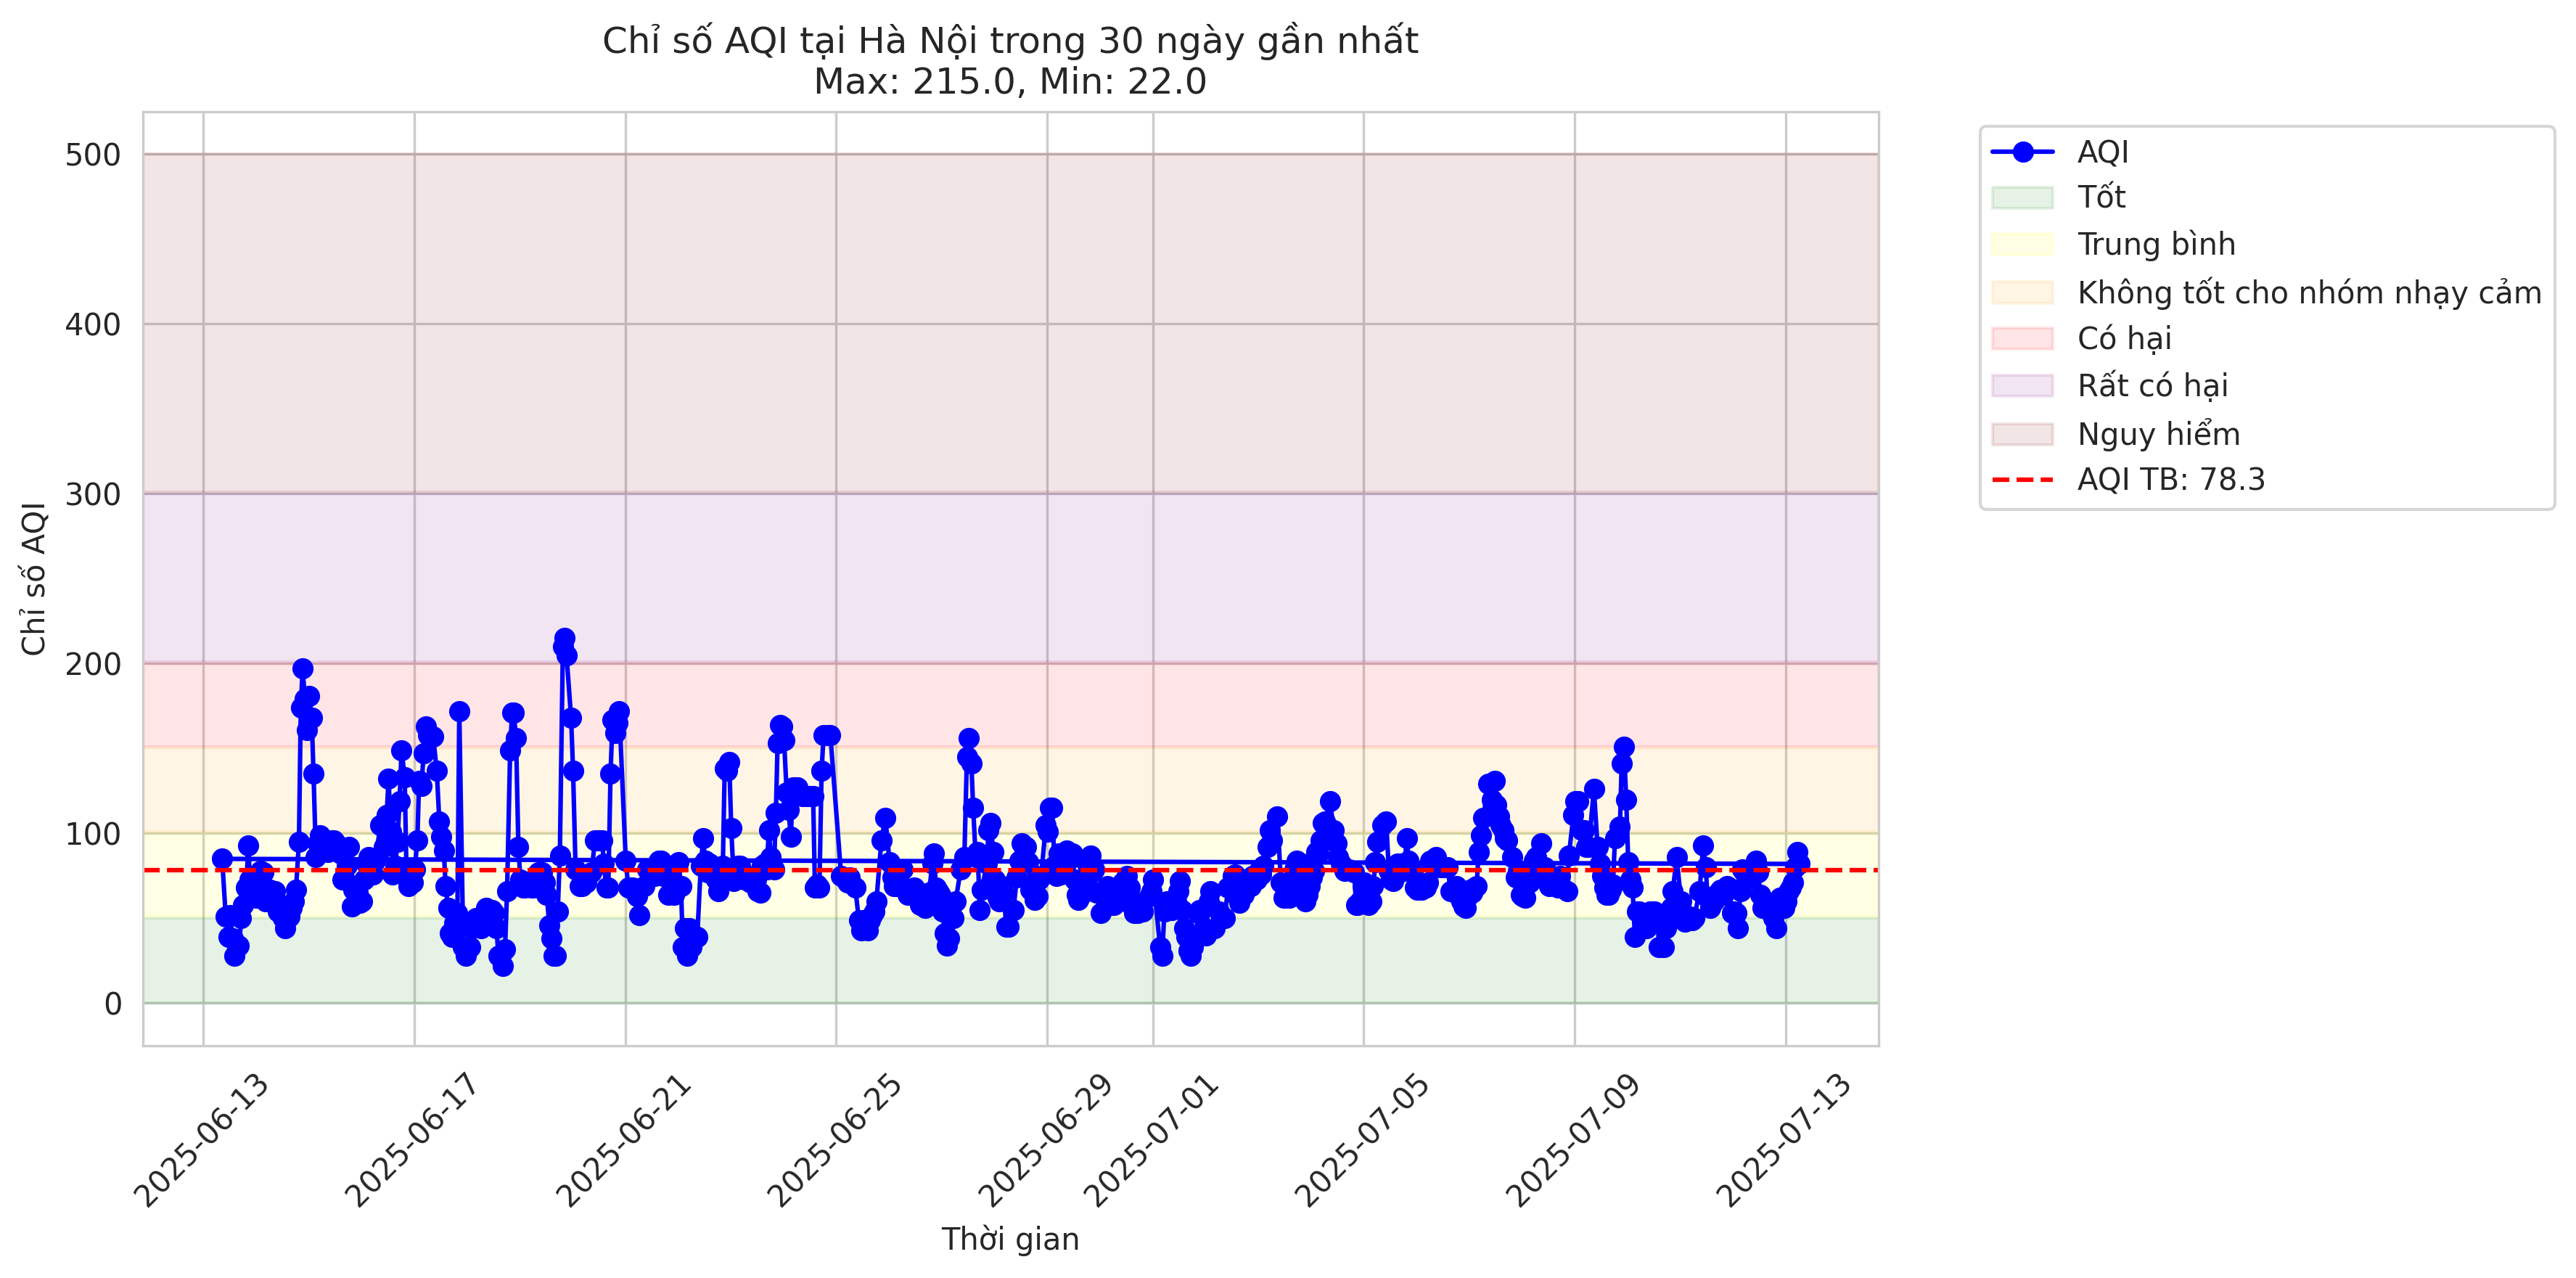 Chỉ số AQI tại Hà Nội trong 30 ngày gần nhất
Max: 215.0, Min: 22.0
Chỉ số AQI
500
400
300
200
100
0
2025-06-13
2025-06-17
2025-06-21
2025-06-25
2025-06-29
2025-07-01
2025-07-05
2025-07-09
2025-07-13
Thời gian
AQI
Tốt
Trung bình
Không tốt cho nhóm nhạy cảm
Có hại
Rất có hại
Nguy hiểm
AQI TB: 78.3